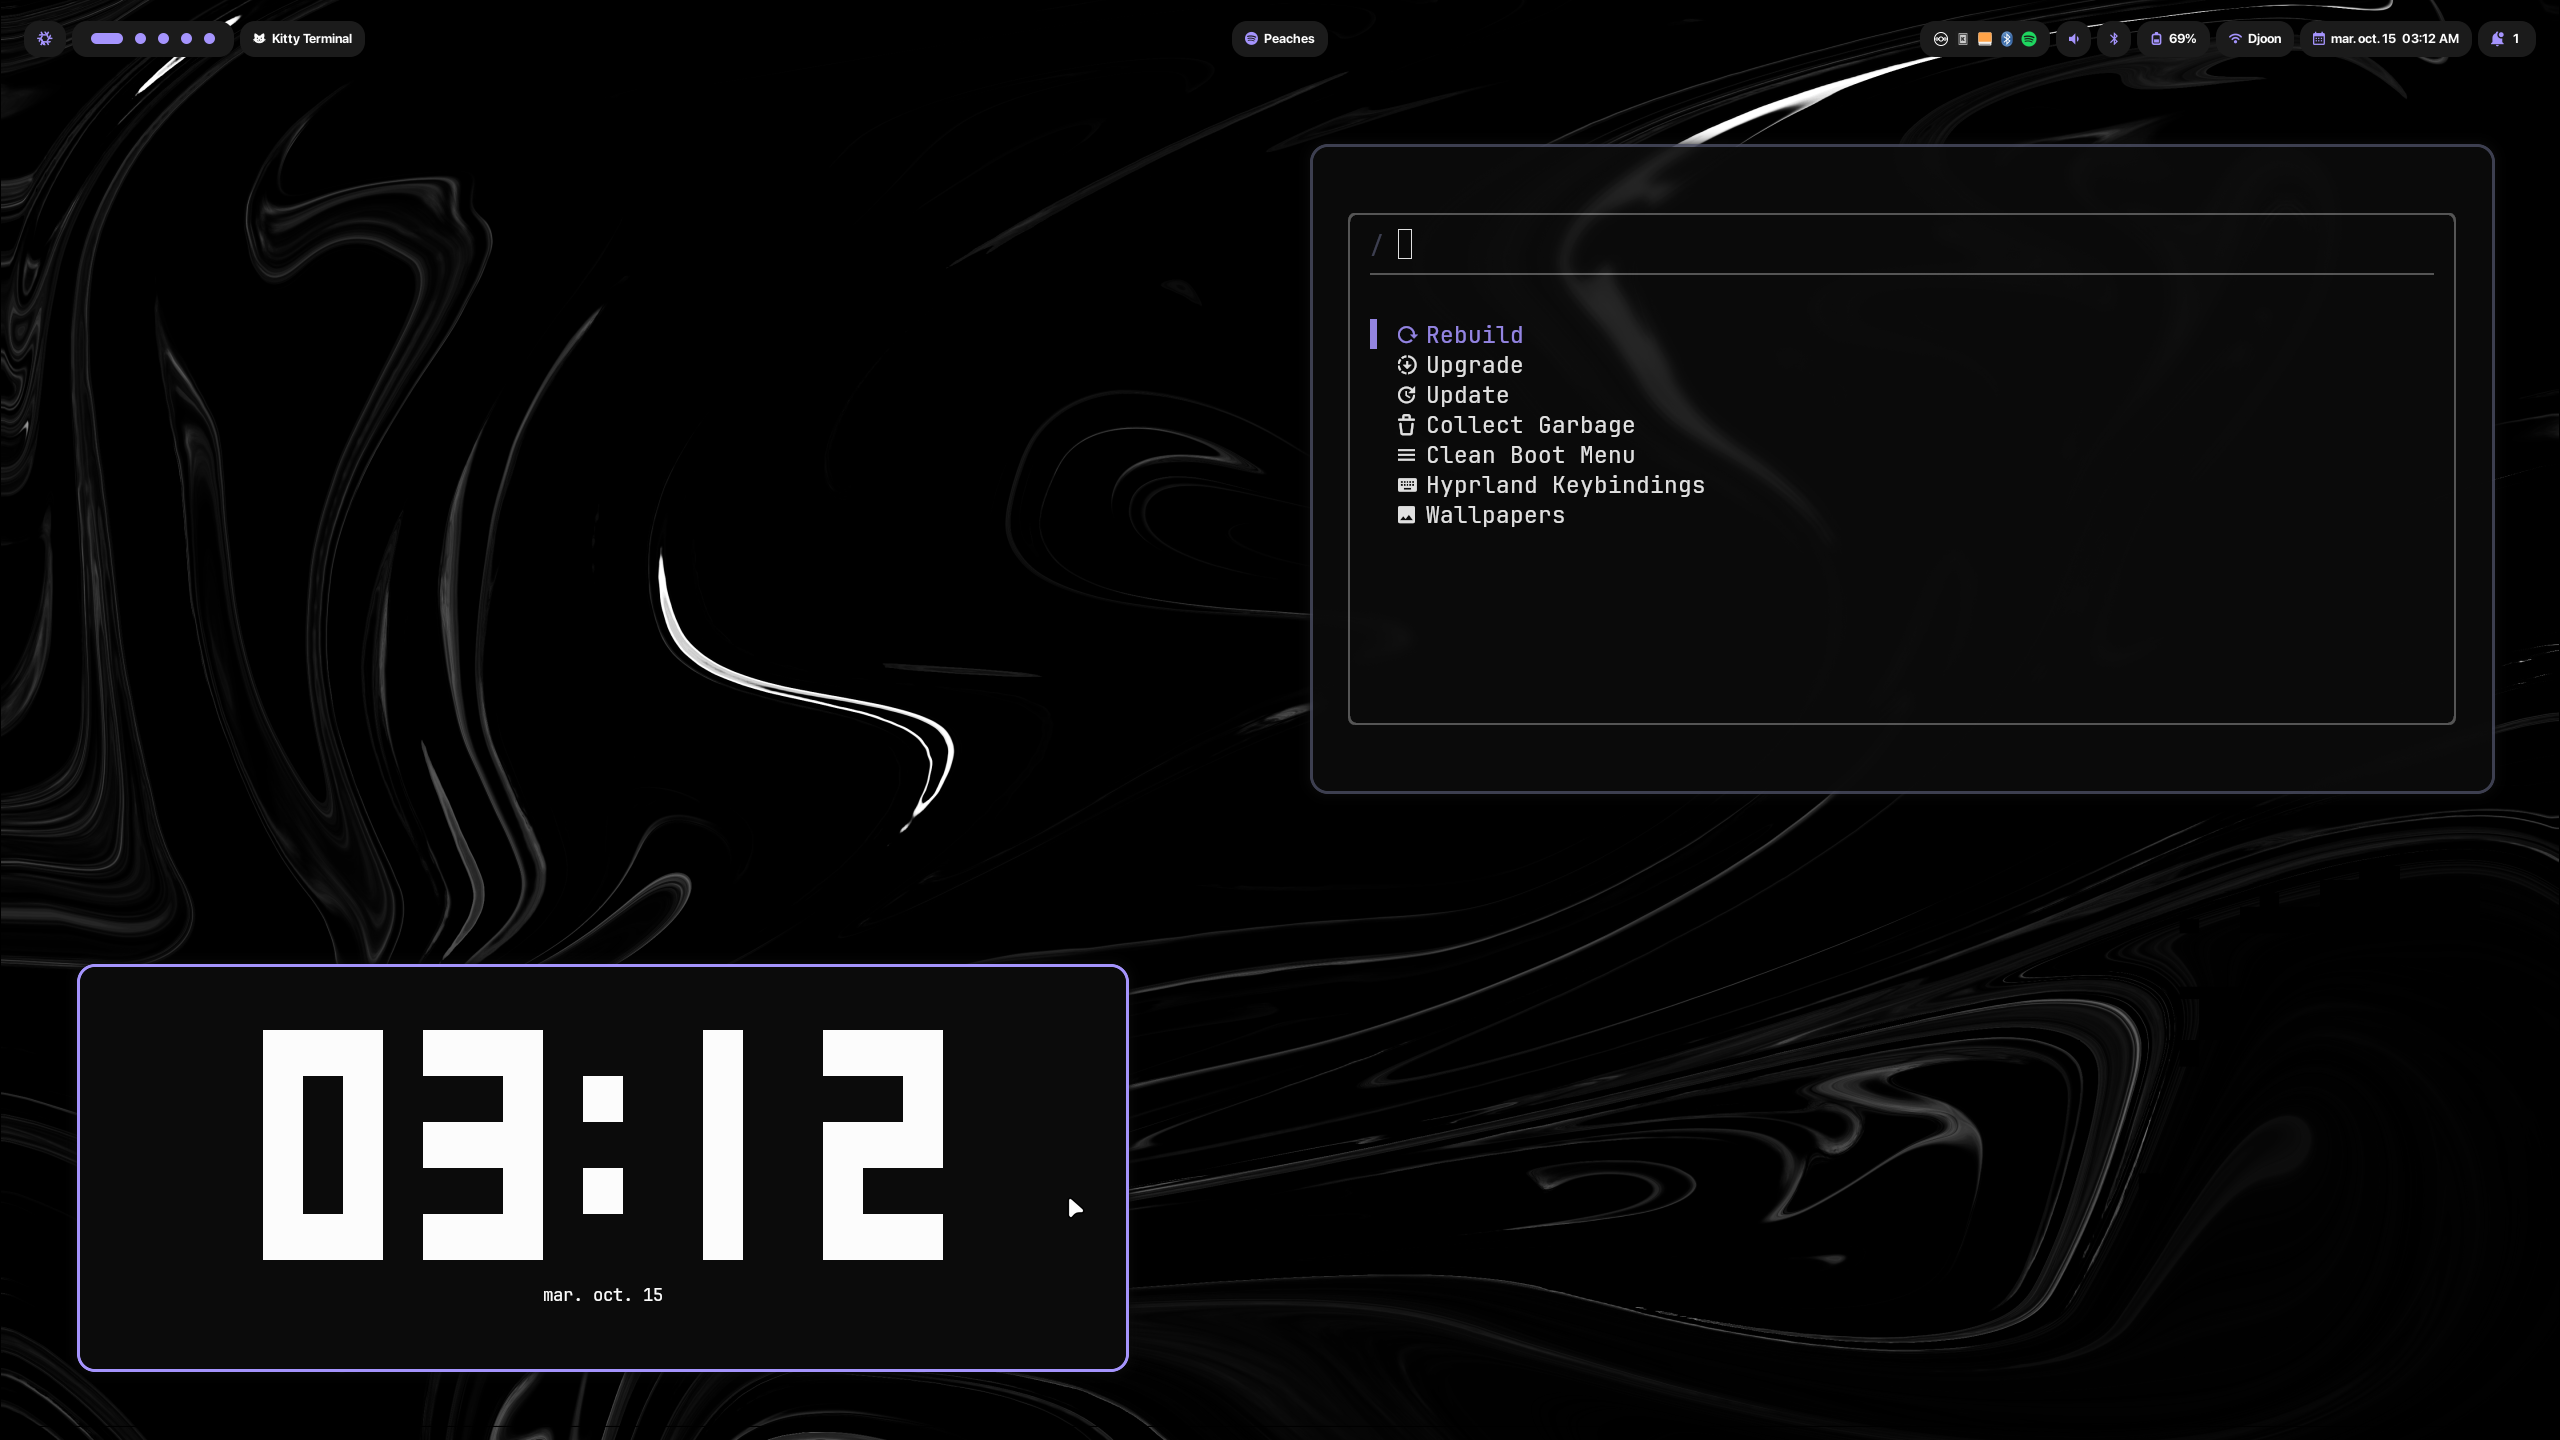 Kitty Terminal
Peaches
69%
Djoon
mar. oct. 15 03:12 AM
1
/
Rebuild
Upgrade
Update
Collect Garbage
Clean Boot Menu
Hyprland Keybindings
Wallpapers
03:12
mar. oct. 15